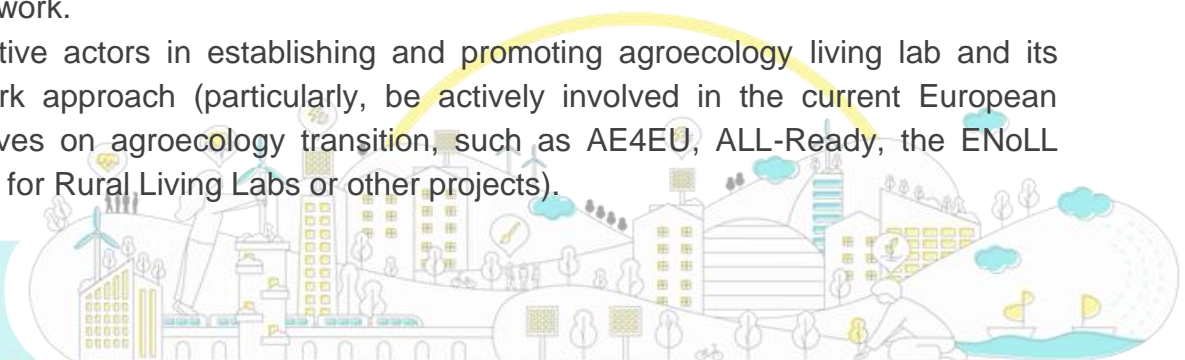 work.
tive actors in establishing and promoting agroecology living lab and its
rk approach (particularly, be actively involved in the current European
ves on agroecology transition, such as AE4EU, ALL-Ready, the ENoLL
for Rural Living Labs or other projects).